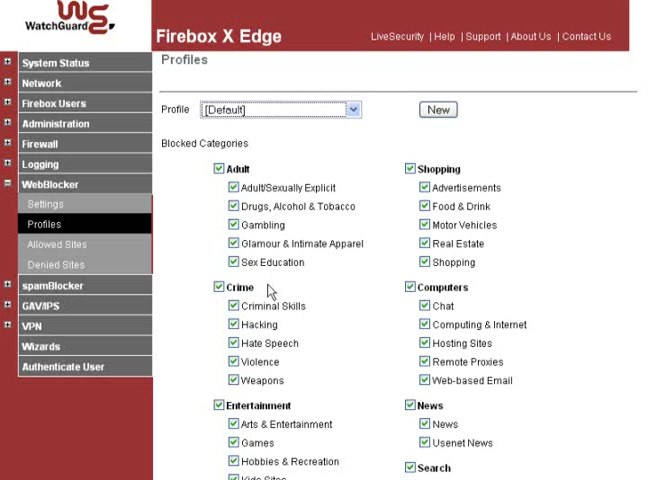 WS
WatchGuard
Firebox X Edge
LiveSecurity | Help | Support | About Us | Contact Us
System Status
Network
Firebox Users
Administration
Firewall
Logging
WebBlocker
Settings
Profiles
Allowed Sites
Denied Sites
spamBlocker
GAV/IPS
VPN
Wizards
Authenticate User
Profiles
Profile [Default] New
Blocked Categories
Adult
Adult/Sexually Explicit
Drugs, Alcohol & Tobacco
Gambling
Glamour & Intimate Apparel
Sex Education
Crime
Criminal Skills
Hacking
Hate Speech
Violence
Weapons
Entertainment
Arts & Entertainment
Games
Hobbies & Recreation
Kids Sites
Shopping
Advertisements
Food & Drink
Motor Vehicles
Real Estate
Shopping
Computers
Chat
Computing & Internet
Hosting Sites
Remote Proxies
Web-based Email
News
News
Usenet News
Search